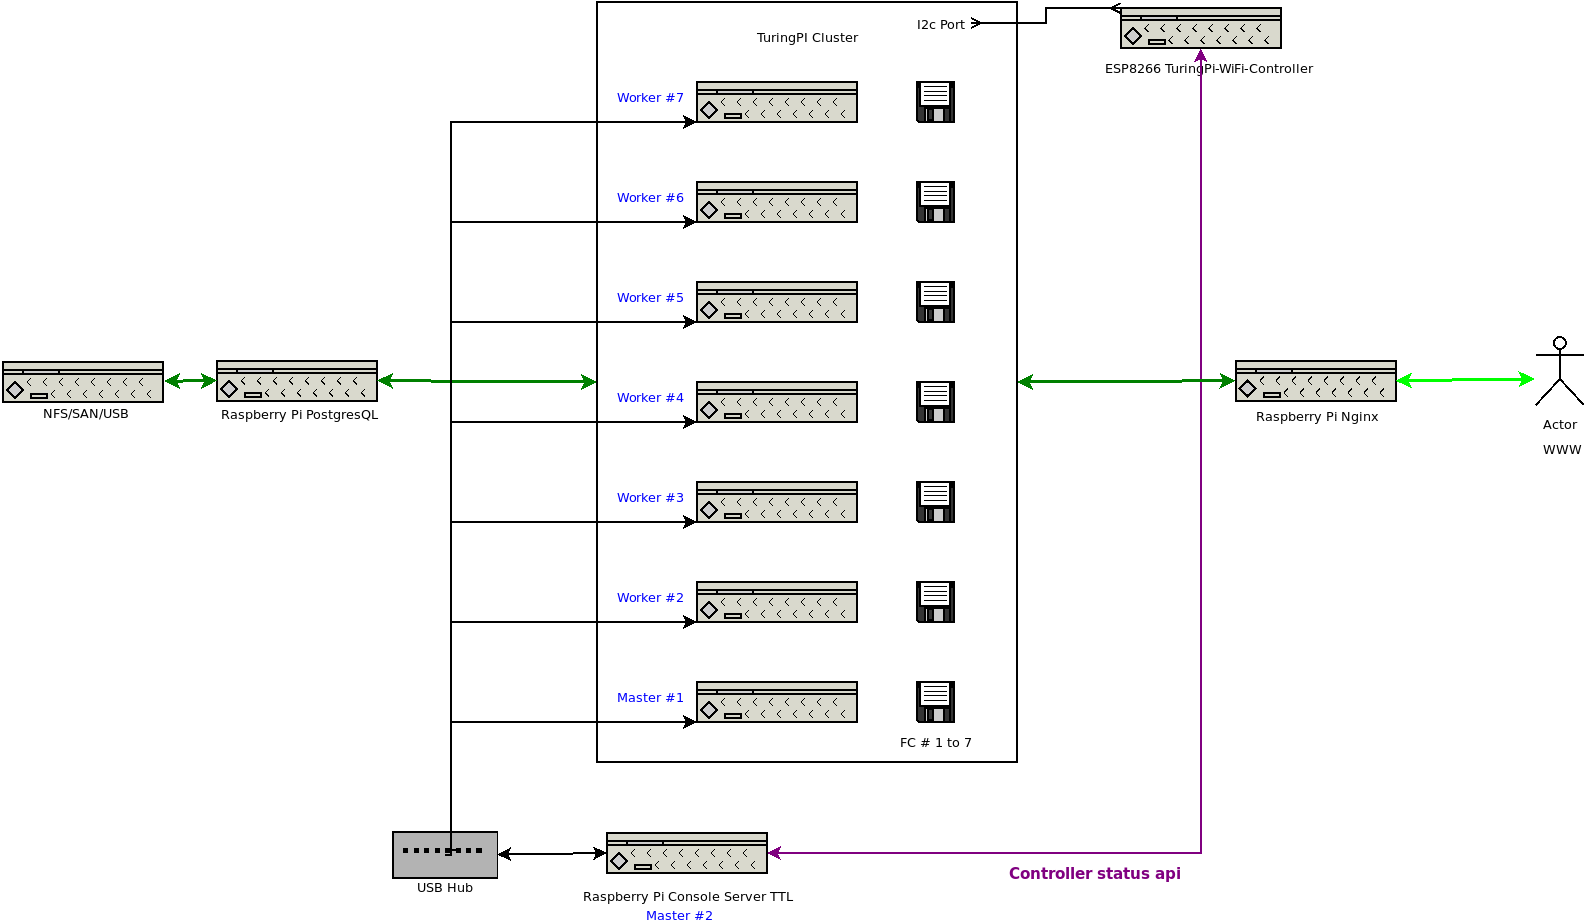 I2c Port
TuringPI Cluster
ESP8266 TuringPi-WiFi-Controller
Worker #7
Worker #6
Worker #5
Worker #4
NFS/SAN/USB
Raspberry Pi PostgresQL
Raspberry Pi Nginx
Actor
WWW
Worker #3
Worker #2
Master #1
FC # 1 to 7
Controller status api
USB Hub
Raspberry Pi Console Server TTL
Master #2